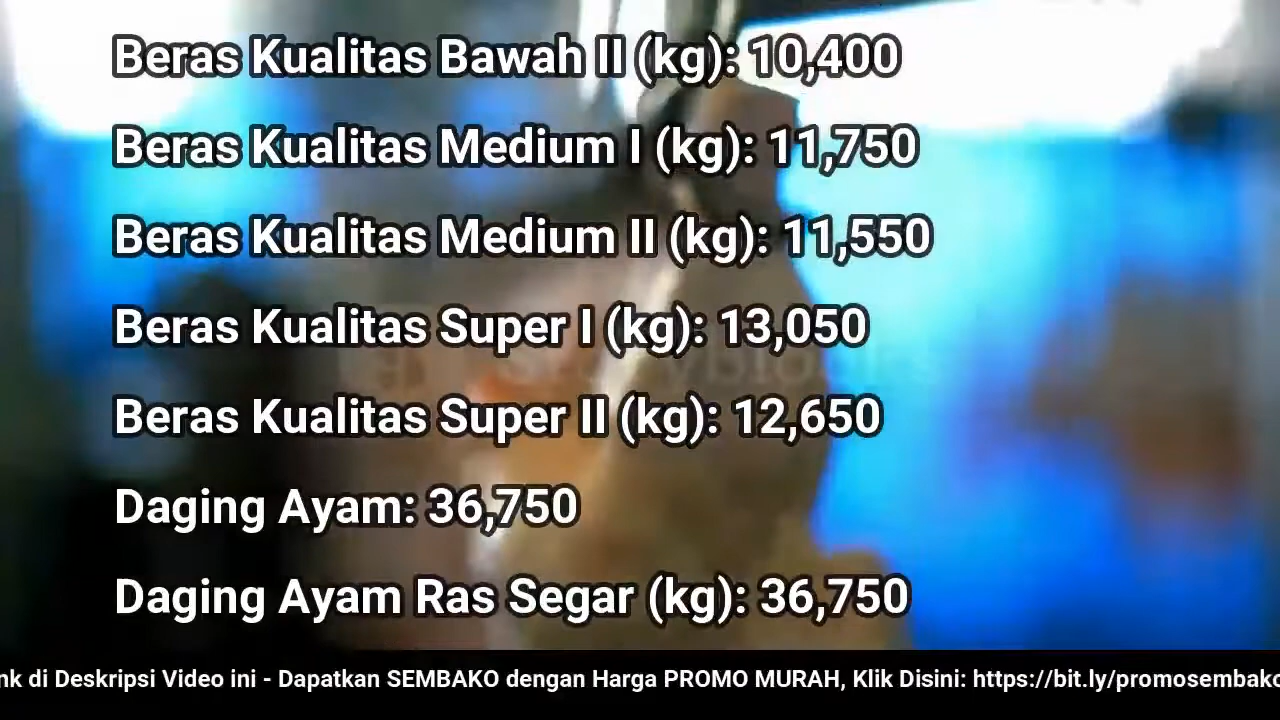 Beras Kualitas Bawah II (kg): 10,400
Beras Kualitas Medium I (kg): 11,750
Beras Kualitas Medium II (kg): 11,550
Beras Kualitas Super I (kg): 13,050
Beras Kualitas Super II (kg): 12,650
Daging Ayam: 36,750
Daging Ayam Ras Segar (kg): 36,750
di Deskripsi Video ini - Dapatkan SEMBAKO dengan Harga PROMO MURAH, Klik Disini: https://bit.ly/promosembako